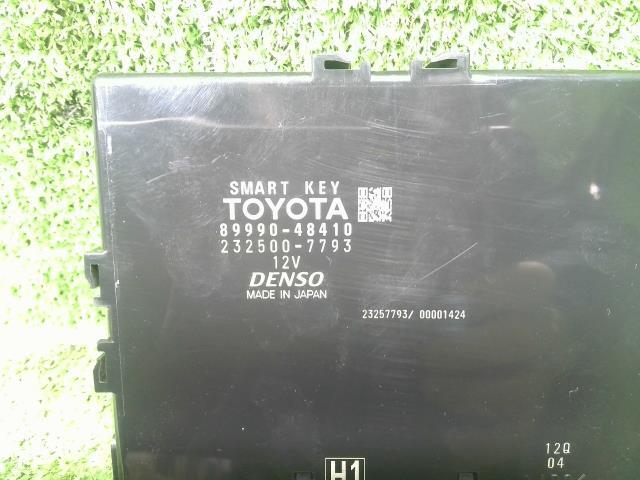 SMART KEY
TOYOTA
89990-48410
232500-7793
12V
DENSO
MADE IN JAPAN
23257793/ 00001424
12Q
04
H1